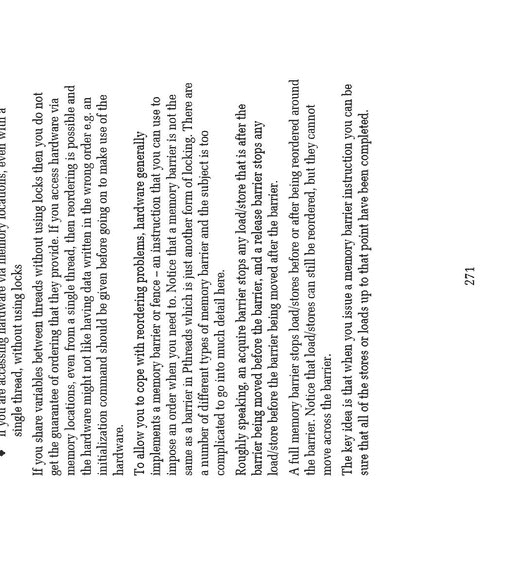 ♦ If you are accessing hardware via memory locations, even with a
single thread, without using locks
If you share variables between threads without using locks then you do not
get the guarantee of ordering that they provide. If you access hardware via
memory locations, even from a single thread, then reordering is possible and
the hardware might not like having data written in the wrong order e.g. an
initialization command should be given before going on to make use of the
hardware.
To allow you to cope with reordering problems, hardware generally
implements a memory barrier or fence – an instruction that you can use to
impose an order when you need to. Notice that a memory barrier is not the
same as a barrier in Pthreads which is just another form of locking. There are
a number of different types of memory barrier and the subject is too
complicated to go into much detail here.
Roughly speaking, an acquire barrier stops any load/store that is after the
barrier being moved before the barrier, and a release barrier stops any
load/store before the barrier being moved after the barrier.
A full memory barrier stops load/stores before or after being reordered around
the barrier. Notice that load/stores can still be reordered, but they cannot
move across the barrier.
The key idea is that when you issue a memory barrier instruction you can be
sure that all of the stores or loads up to that point have been completed.
271